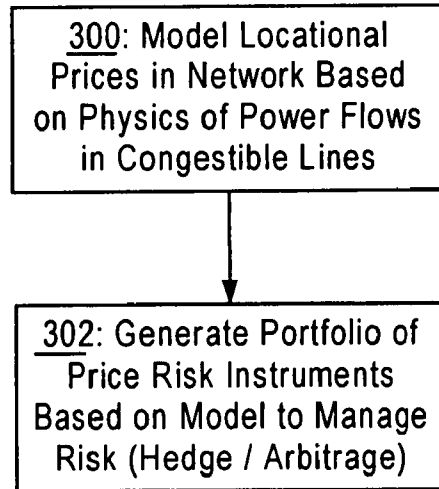 300: Model Locational
Prices in Network Based
on Physics of Power Flows
in Congestible Lines
302: Generate Portfolio of
Price Risk Instruments
Based on Model to Manage
Risk (Hedge / Arbitrage)